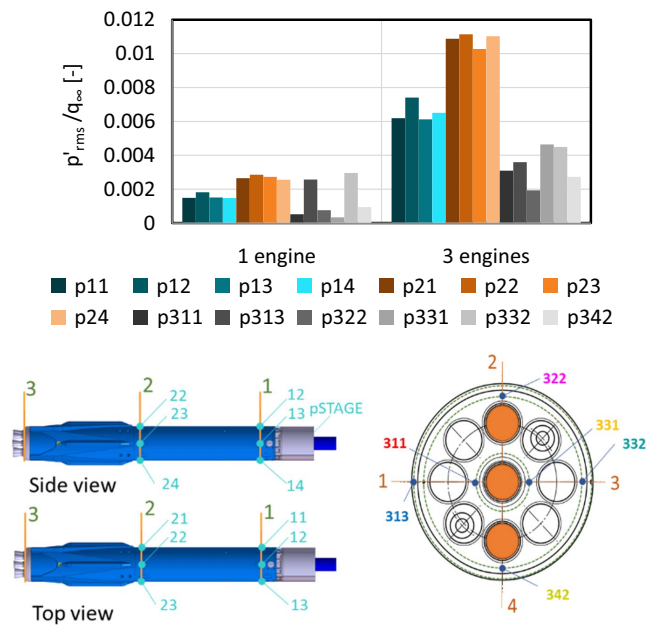 0.012
0.01
0.008
0.006
0.004
0.002
0
p'rms /q∞ [-]
1 engine 3 engines
p11 p12 p13 p14 p21 p22 p23
p24 p311 p313 p322 p331 p332 p342
3 2 22 1 12 pSTAGE
23 13
24 14
Side view
3 2 21 1 11
22 12
23 13
Top view
2
322
331
311 332
1 3
313
342
4